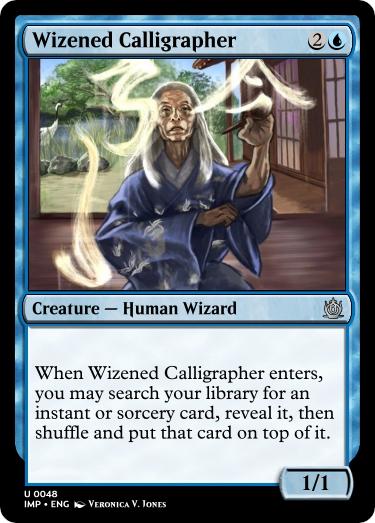 Wizened Calligrapher 2
Creature — Human Wizard
When Wizened Calligrapher enters,
you may search your library for an
instant or sorcery card, reveal it, then
shuffle and put that card on top of it.
1/1
U 0048
IMP • ENG Veronica V. Jones